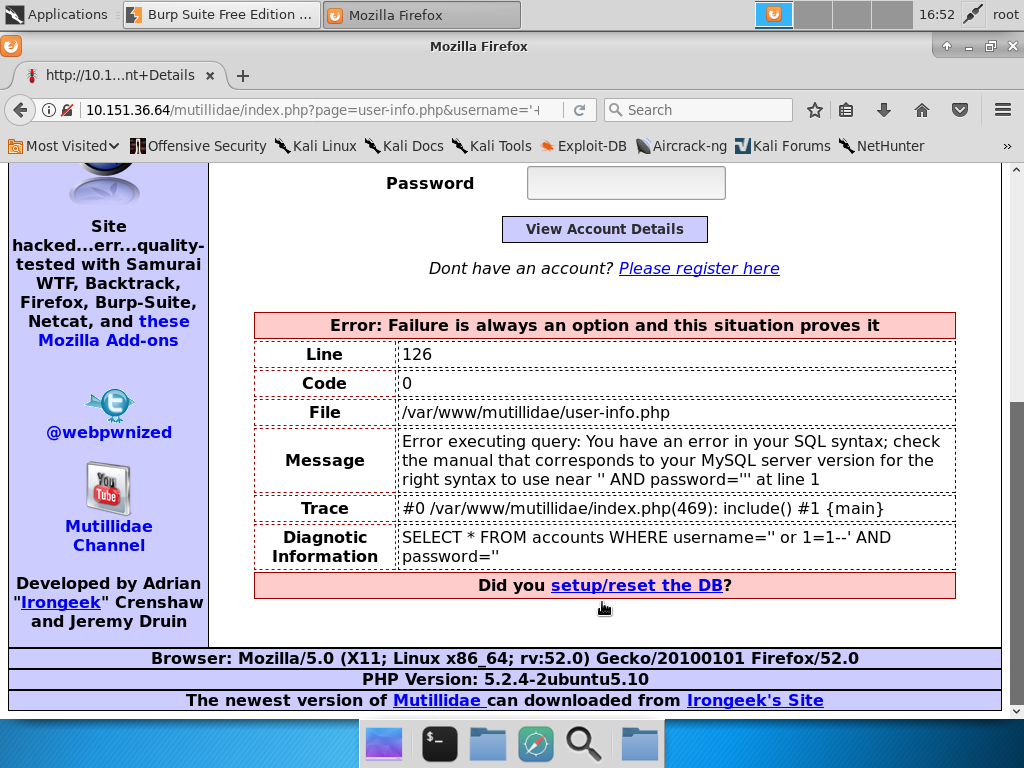 Applications
Burp Suite Free Edition ...
Mozilla Firefox
16:52
root
Mozilla Firefox
http://10.1...nt+Details
10.151.36.64/mutillidae/index.php?page=user-info.php&username='+
Search
Most Visited
Offensive Security
Kali Linux
Kali Docs
Kali Tools
Exploit-DB
Aircrack-ng
Kali Forums
NetHunter
»
Site
hacked...err...quality-
tested with Samurai
WTF, Backtrack,
Firefox, Burp-Suite,
Netcat, and these
Mozilla Add-ons
@webpwnized
You
Tube
Mutillidae
Channel
Developed by Adrian
"Irongeek" Crenshaw
and Jeremy Druin
Password
View Account Details
Dont have an account? Please register here
Error: Failure is always an option and this situation proves it
Line
126
Code
0
File
/var/www/mutillidae/user-info.php
Message
Error executing query: You have an error in your SQL syntax; check
the manual that corresponds to your MySQL server version for the
right syntax to use near '' AND password=''' at line 1
Trace
#0 /var/www/mutillidae/index.php(469): include() #1 {main}
Diagnostic
Information
SELECT * FROM accounts WHERE username='' or 1=1--' AND
password=''
Did you setup/reset the DB?
Browser: Mozilla/5.0 (X11; Linux x86_64; rv:52.0) Gecko/20100101 Firefox/52.0
PHP Version: 5.2.4-2ubuntu5.10
The newest version of Mutillidae can downloaded from Irongeek's Site
$_